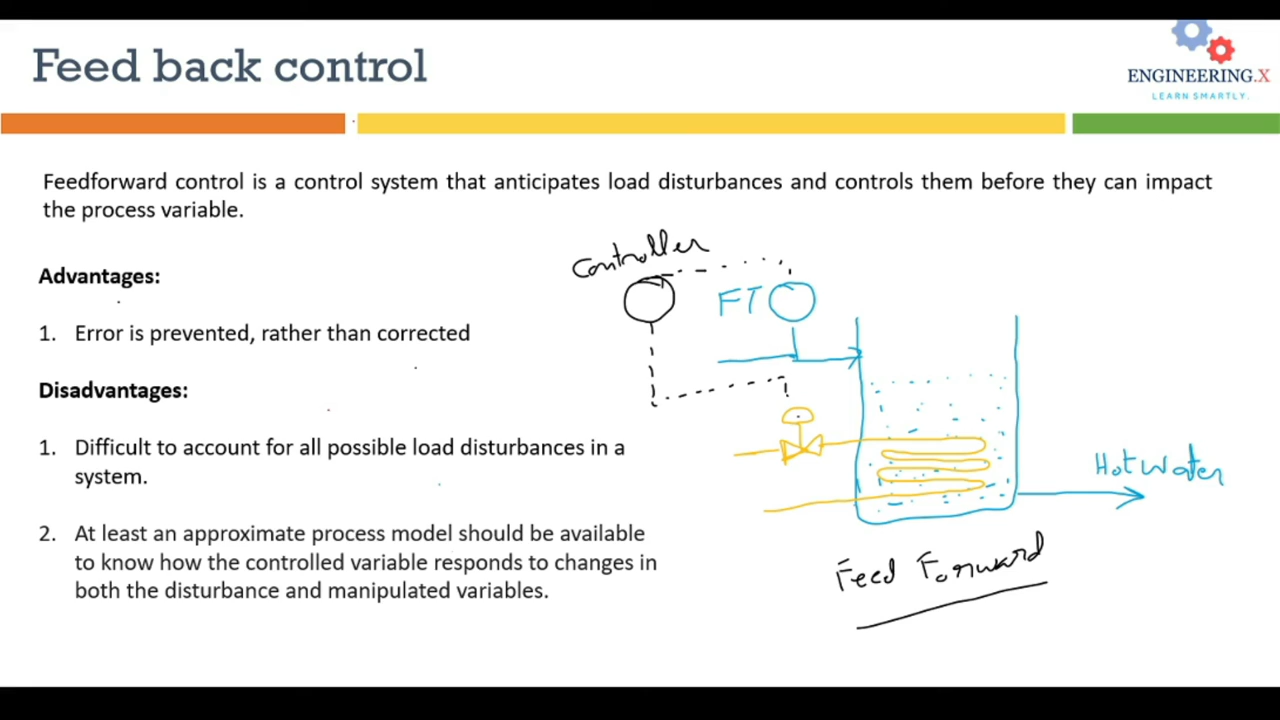 Feed back control
ENGINEERING.X
LEARN SMARTLY.
Feedforward control is a control system that anticipates load disturbances and controls them before they can impact
the process variable.
Advantages:
1. Error is prevented, rather than corrected
Disadvantages:
1. Difficult to account for all possible load disturbances in a
system.
2. At least an approximate process model should be available
to know how the controlled variable responds to changes in
both the disturbance and manipulated variables.
Controller
FT
Hot water
Feed Forward